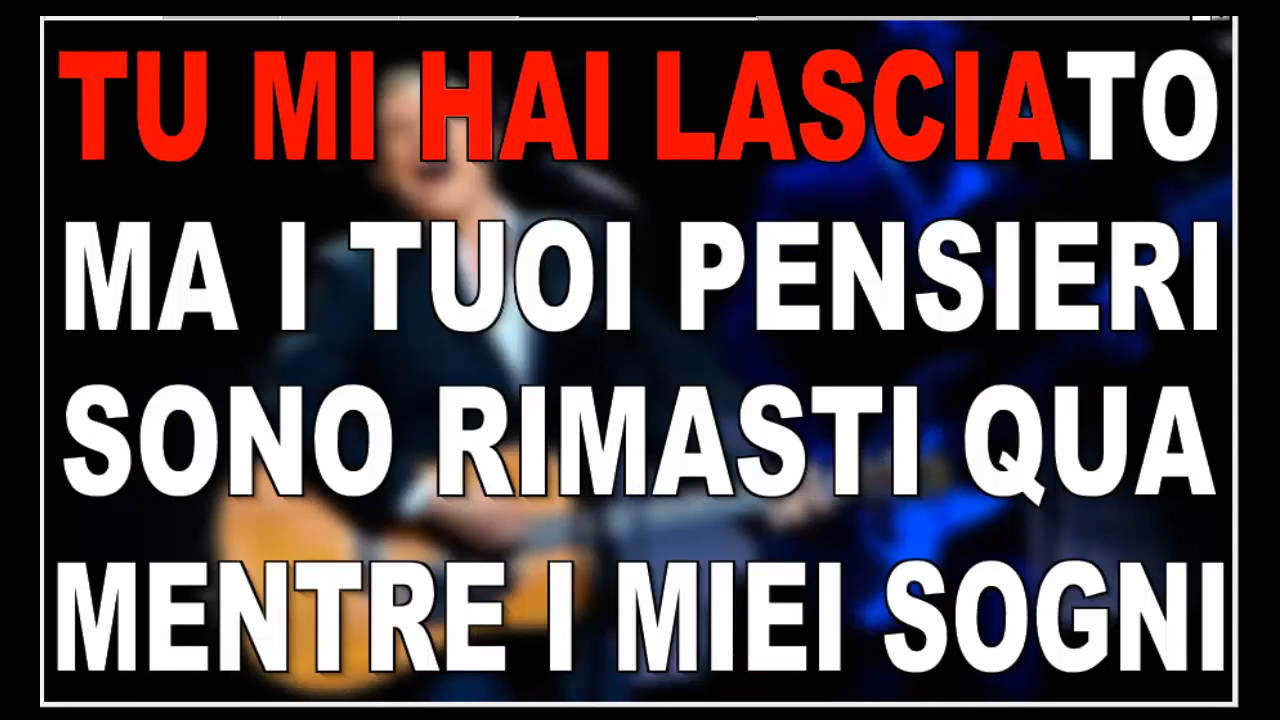 TU MI HAI LASCIATO
MA I TUOI PENSIERI
SONO RIMASTI QUA
MENTRE I MIEI SOGNI